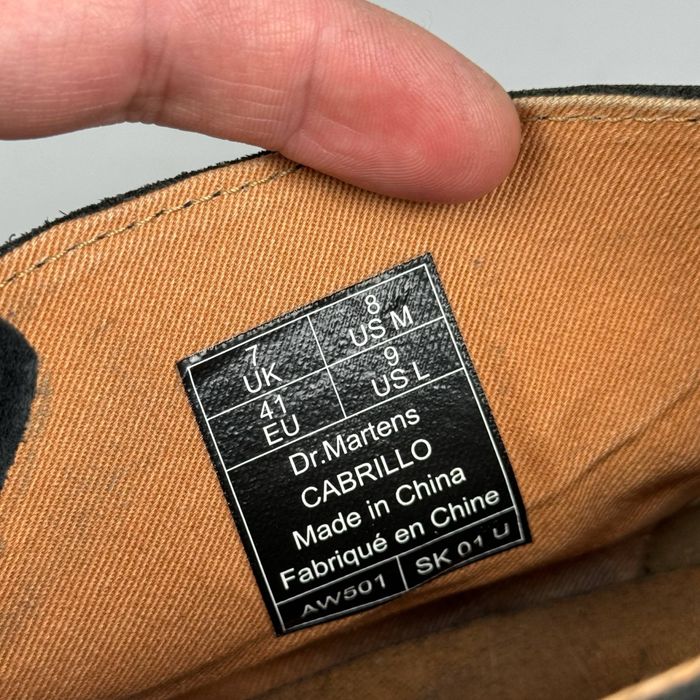 7 UK 8 US M
41 EU 9 US L
Dr.Martens
CABRILLO
Made in China
Fabriqué en Chine
AW501 SK 01 U